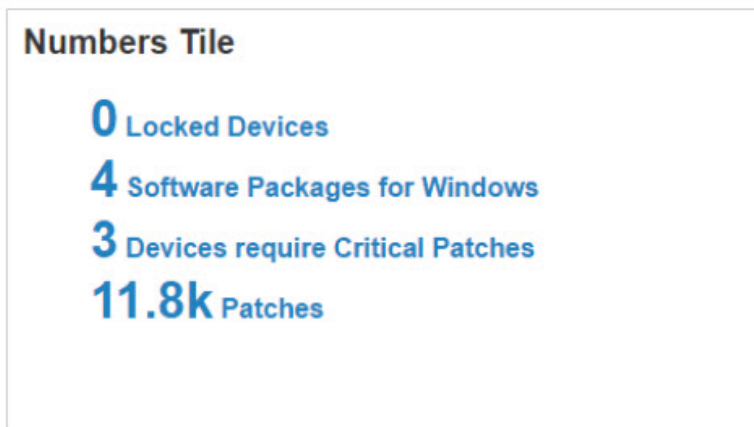 Numbers Tile
0 Locked Devices
4 Software Packages for Windows
3 Devices require Critical Patches
11.8k Patches